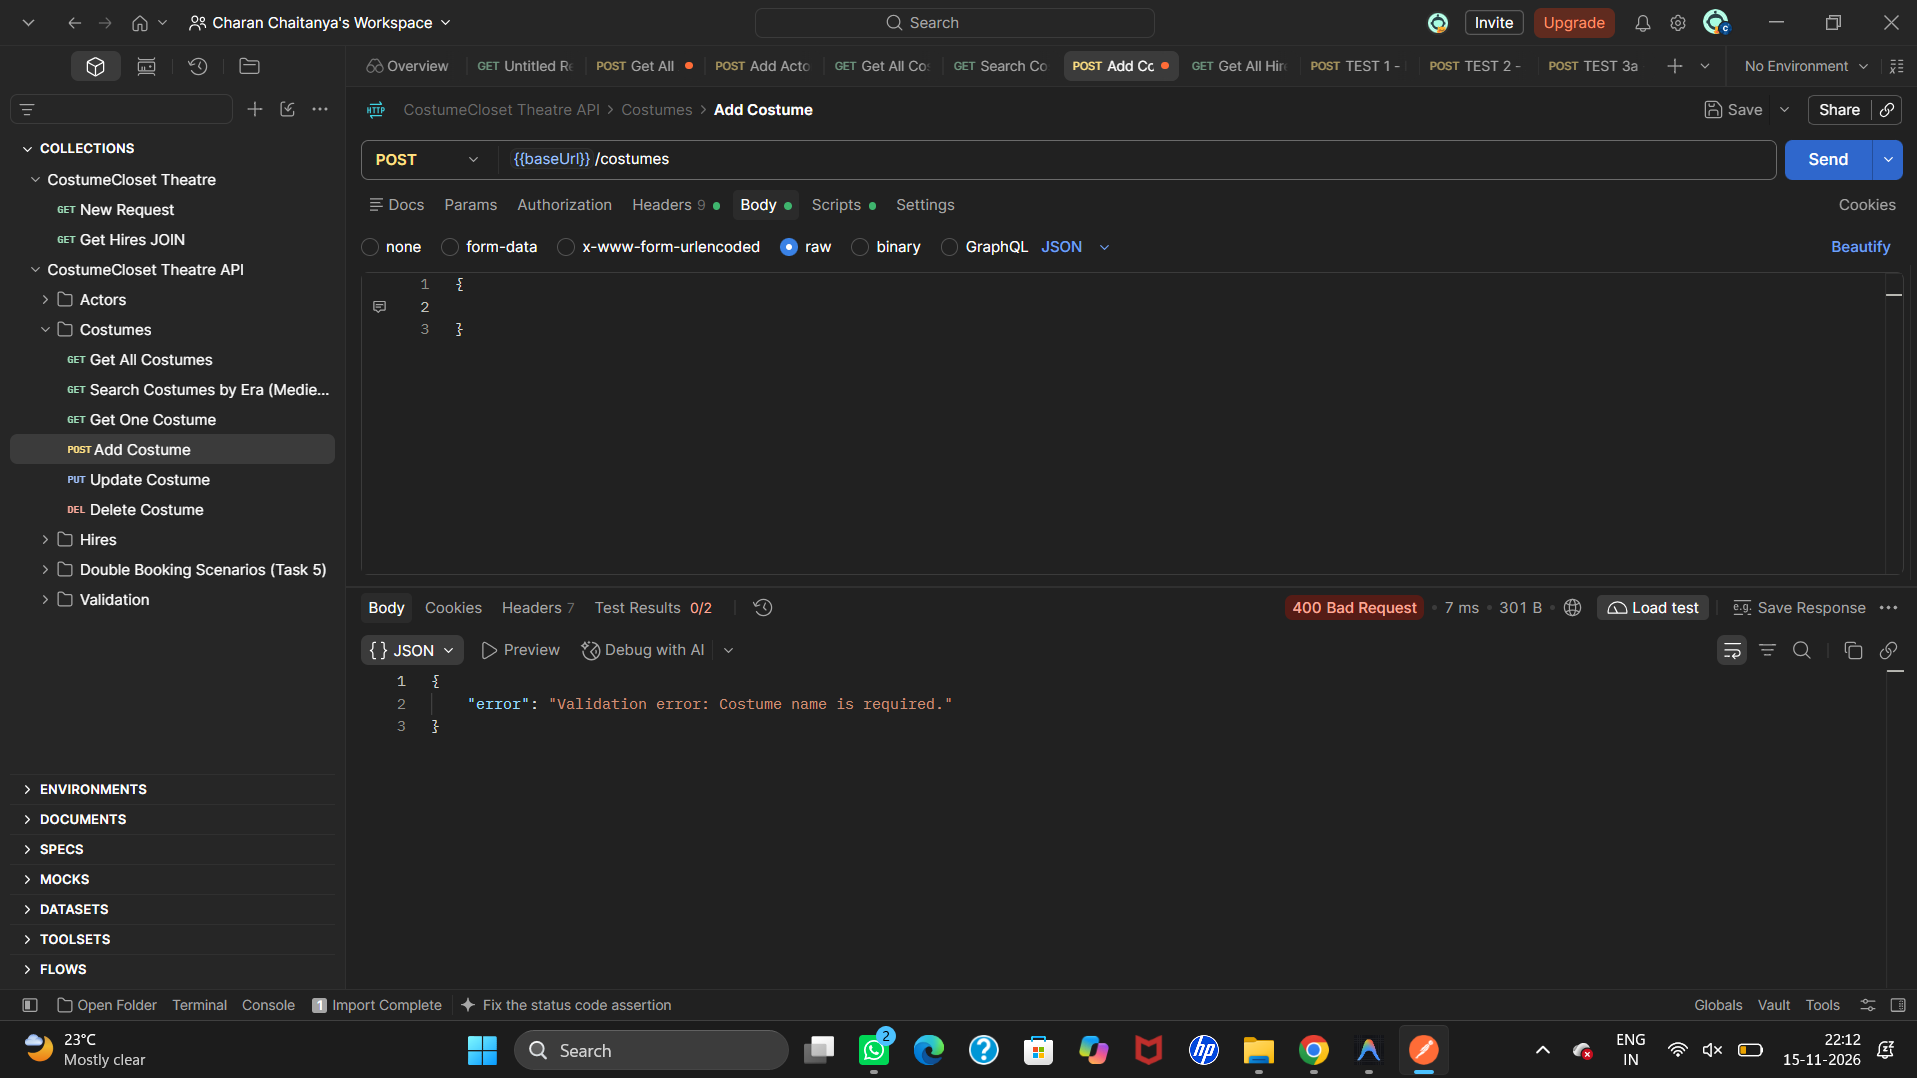 Charan Chaitanya's Workspace
Search
Invite
Upgrade
Overview
GET Untitled Re
POST Get All
POST Add Acto
GET Get All Cos
GET Search Co
POST Add Co
GET Get All Hire
POST TEST 1 -
POST TEST 2 -
POST TEST 3a
No Environment
COLLECTIONS
CostumeCloset Theatre
GET New Request
GET Get Hires JOIN
CostumeCloset Theatre API
Actors
Costumes
GET Get All Costumes
GET Search Costumes by Era (Medie...
GET Get One Costume
POST Add Costume
PUT Update Costume
DEL Delete Costume
Hires
Double Booking Scenarios (Task 5)
Validation
ENVIRONMENTS
DOCUMENTS
SPECS
MOCKS
DATASETS
TOOLSETS
FLOWS
HTTP CostumeCloset Theatre API > Costumes > Add Costume
Save
Share
POST {{baseUrl}} /costumes
Send
Docs Params Authorization Headers 9 Body Scripts Settings
Cookies
none form-data x-www-form-urlencoded raw binary GraphQL JSON
Beautify
1 {
2
3 }
Body Cookies Headers 7 Test Results 0/2
400 Bad Request • 7 ms • 301 B
Load test
e.g. Save Response
{ } JSON Preview Debug with AI
1 {
2 "error": "Validation error: Costume name is required."
3 }
Open Folder Terminal Console 1 Import Complete Fix the status code assertion
Globals Vault Tools
23°C
Mostly clear
Search
2
ENG
IN
22:12
15-11-2026